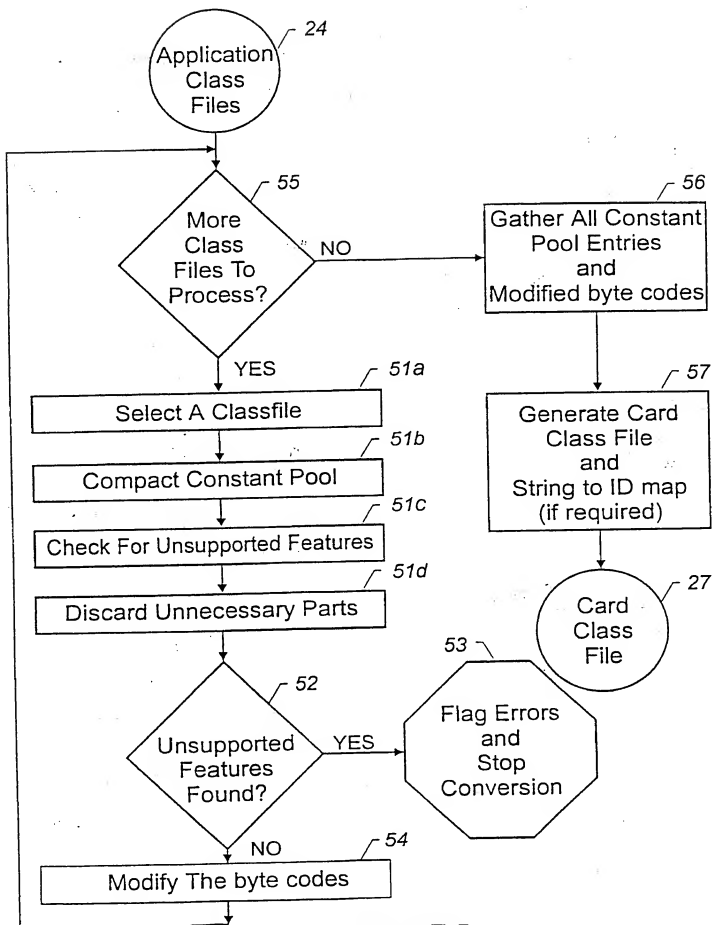 24
Application
Class
Files
55
More
Class
Files To
Process?
NO
YES
56
Gather All Constant
Pool Entries
and
Modified byte codes
51a
Select A Classfile
51b
Compact Constant Pool
51c
Check For Unsupported Features
51d
Discard Unnecessary Parts
57
Generate Card
Class File
and
String to ID map
(if required)
27
Card
Class
File
52
Unsupported
Features
Found?
YES
NO
53
Flag Errors
and
Stop
Conversion
54
Modify The byte codes